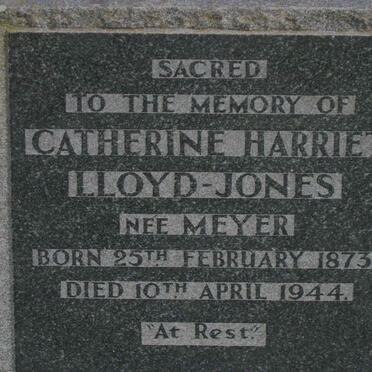 SACRED
TO THE MEMORY OF
CATHERINE HARRIET
LLOYD-JONES
NEE MEYER
BORN 25TH FEBRUARY 1873
DIED 10TH APRIL 1944.
"At Rest."